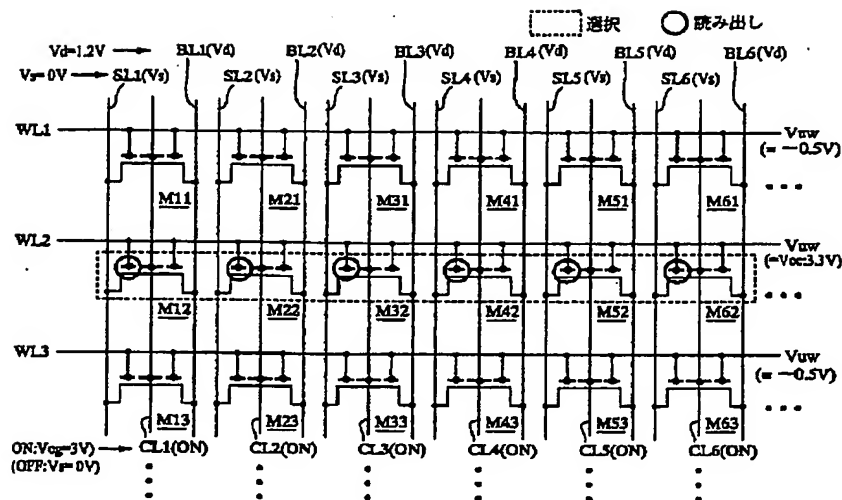 選択 読み出し
Vd=1.2V BL1(Vd) BL2(Vd) BL3(Vd) BL4(Vd) BL5(Vd) BL6(Vd)
Vs=0V SL1(Vs) SL2(Vs) SL3(Vs) SL4(Vs) SL5(Vs) SL6(Vs)
WL1 Vuw
(=-0.5V)
M11 M21 M31 M41 M51 M61
WL2 Vuw
(=Vcc:3.3V)
M12 M22 M32 M42 M52 M62
WL3 Vuw
(=-0.5V)
M13 M23 M33 M43 M53 M63
ON:Vcg=3V) CL1(ON) CL2(ON) CL3(ON) CL4(ON) CL5(ON) CL6(ON)
(OFF:Vs=0V)